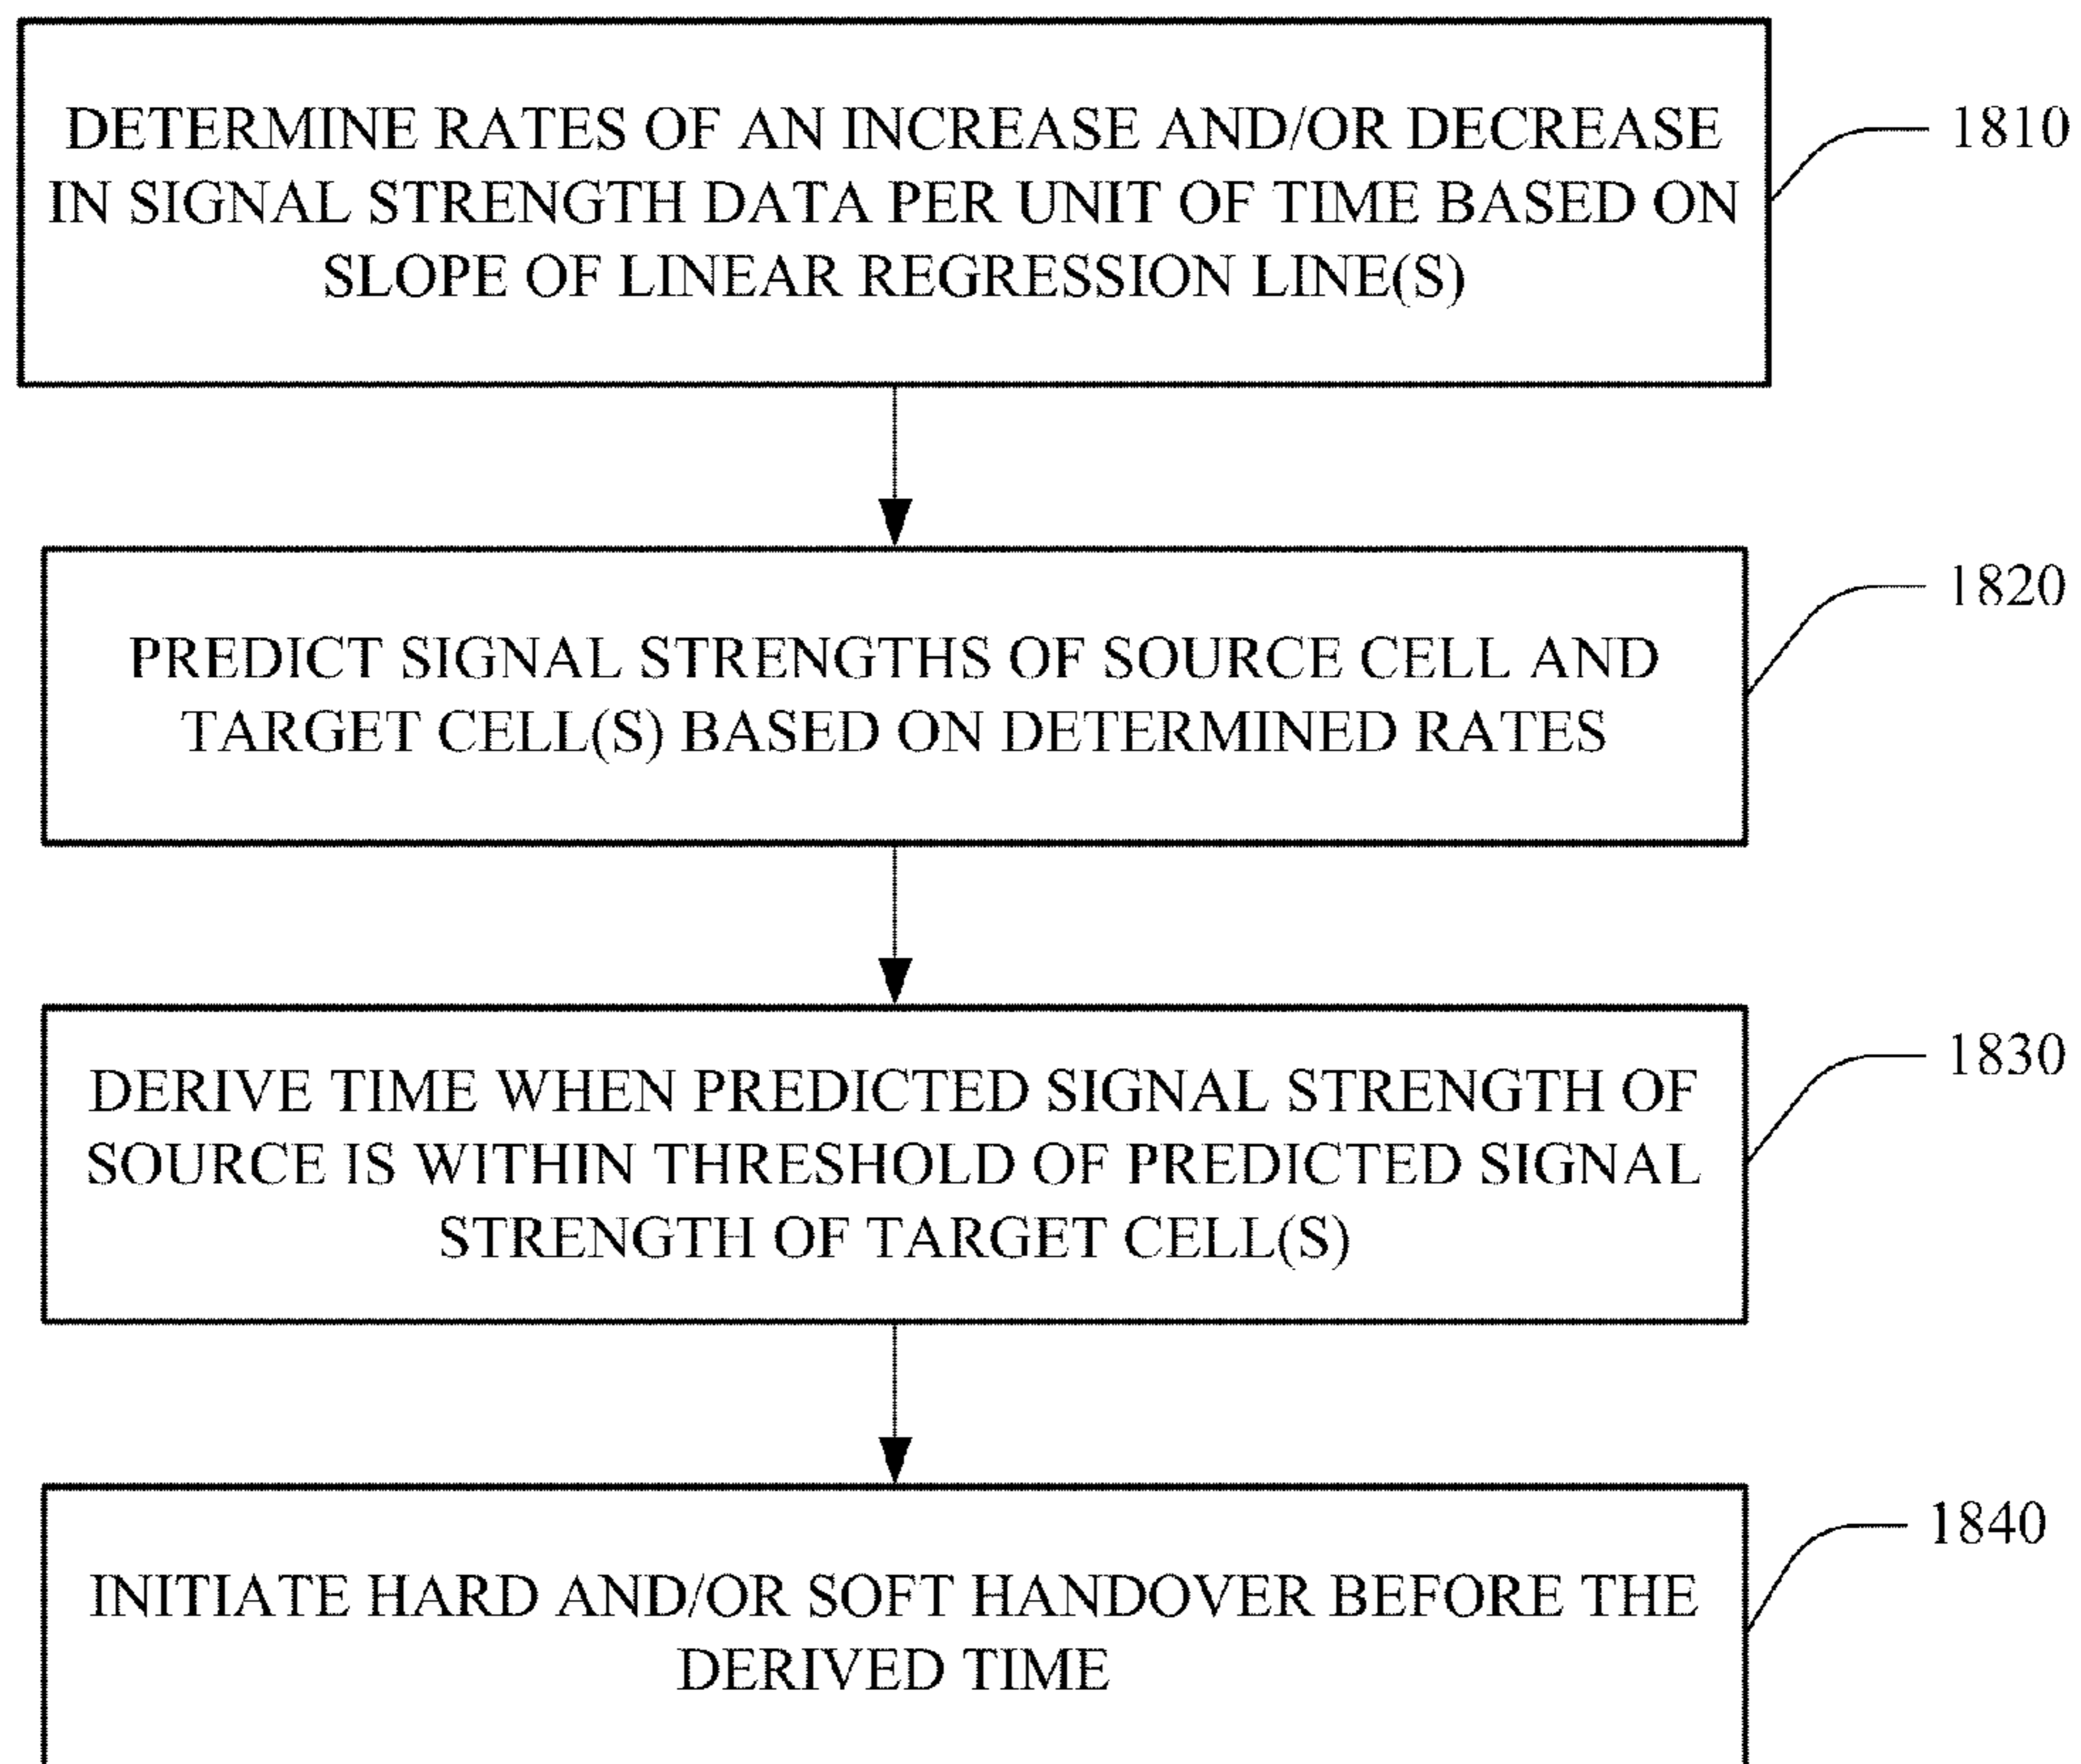 DETERMINE RATES OF AN INCREASE AND/OR DECREASE
IN SIGNAL STRENGTH DATA PER UNIT OF TIME BASED ON
SLOPE OF LINEAR REGRESSION LINE(S)
1810
PREDICT SIGNAL STRENGTHS OF SOURCE CELL AND
TARGET CELL(S) BASED ON DETERMINED RATES
1820
DERIVE TIME WHEN PREDICTED SIGNAL STRENGTH OF
SOURCE IS WITHIN THRESHOLD OF PREDICTED SIGNAL
STRENGTH OF TARGET CELL(S)
1830
INITIATE HARD AND/OR SOFT HANDOVER BEFORE THE
DERIVED TIME
1840